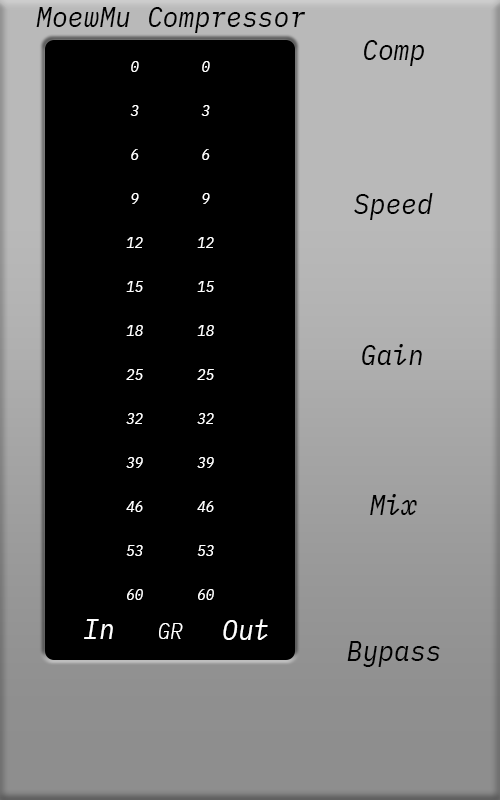 MoewMu Compressor
Comp
0 0
3 3
6 6
9 9
Speed
12 12
15 15
18 18
Gain
25 25
32 32
39 39
46 46
Mix
53 53
60 60
In GR Out
Bypass